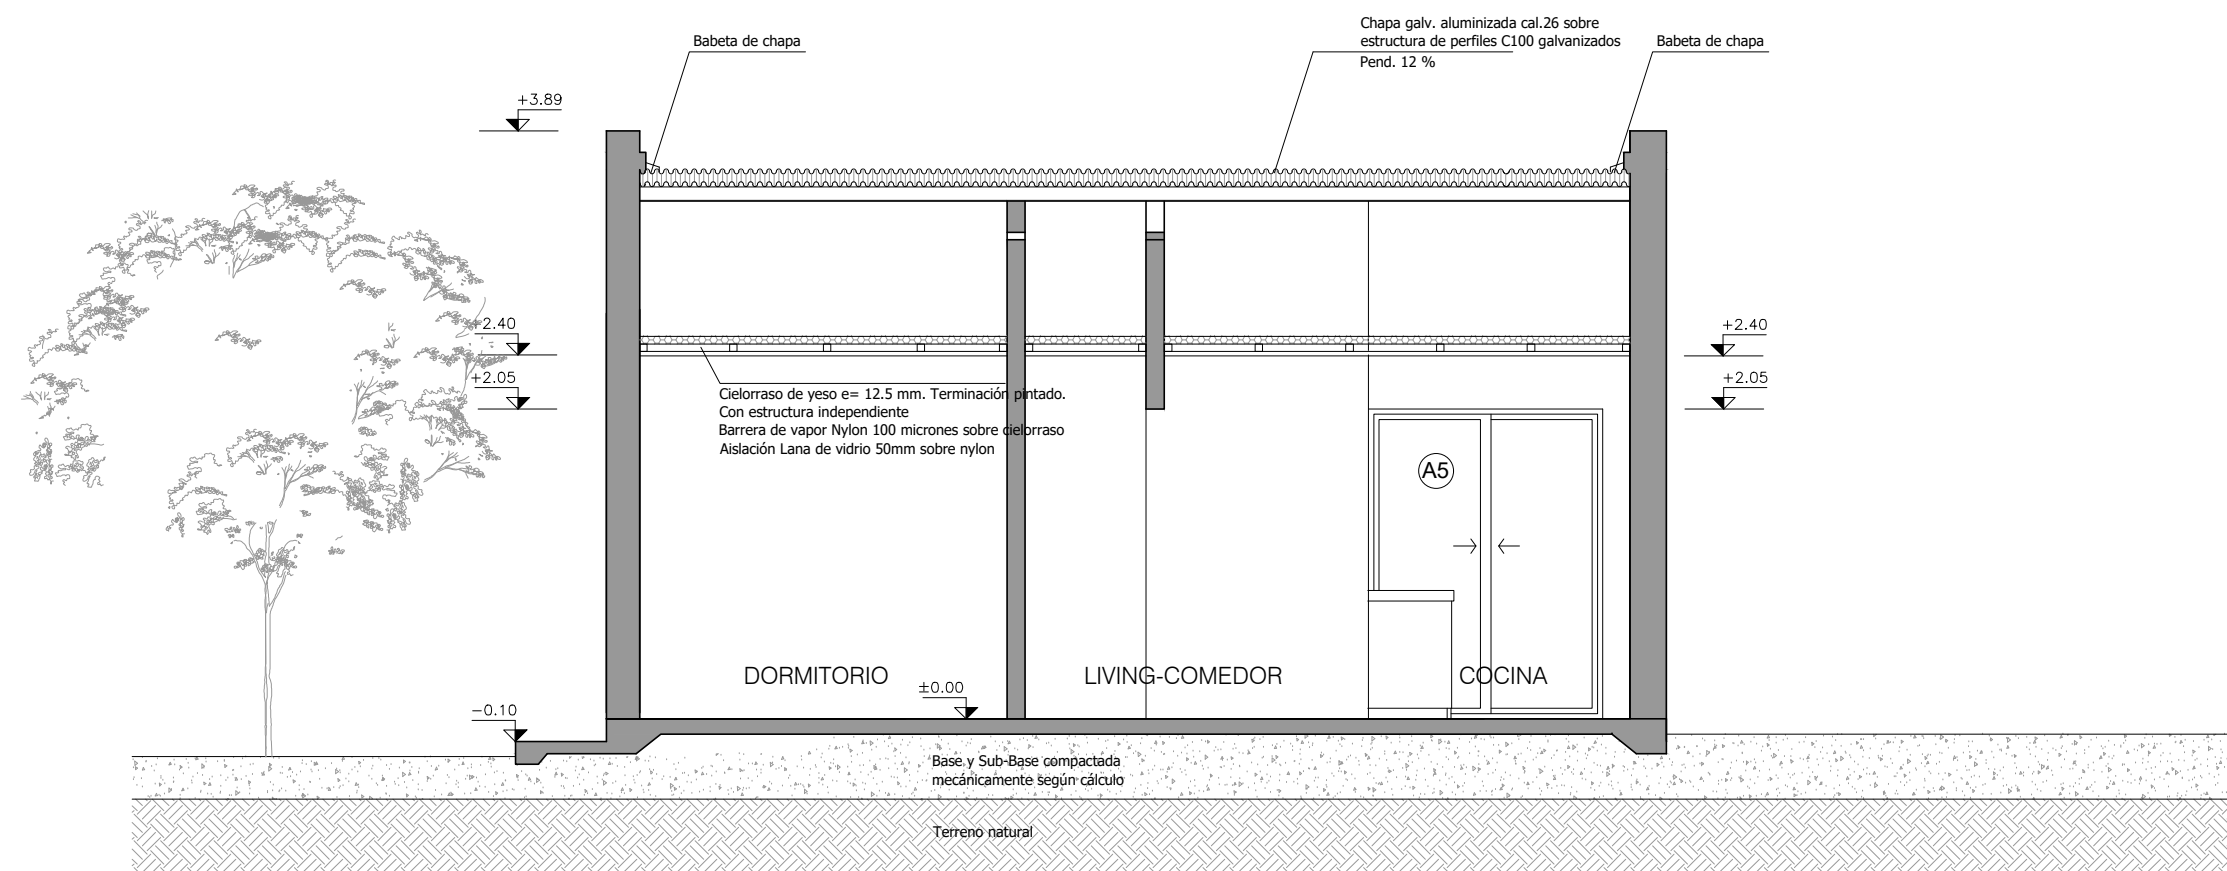 Chapa galv. aluminizada cal.26 sobre
estructura de perfiles C100 galvanizados
Pend. 12 %
Babeta de chapa
Babeta de chapa
+3.89
+2.40
+2.05
+2.40
+2.05
Cielorraso de yeso e= 12.5 mm. Terminación pintado.
Con estructura independiente
Barrera de vapor Nylon 100 micrones sobre cielorraso
Aislación Lana de vidrio 50mm sobre nylon
A5
DORMITORIO
LIVING-COMEDOR
COCINA
±0.00
−0.10
Base y Sub-Base compactada
mecánicamente según cálculo
Terreno natural